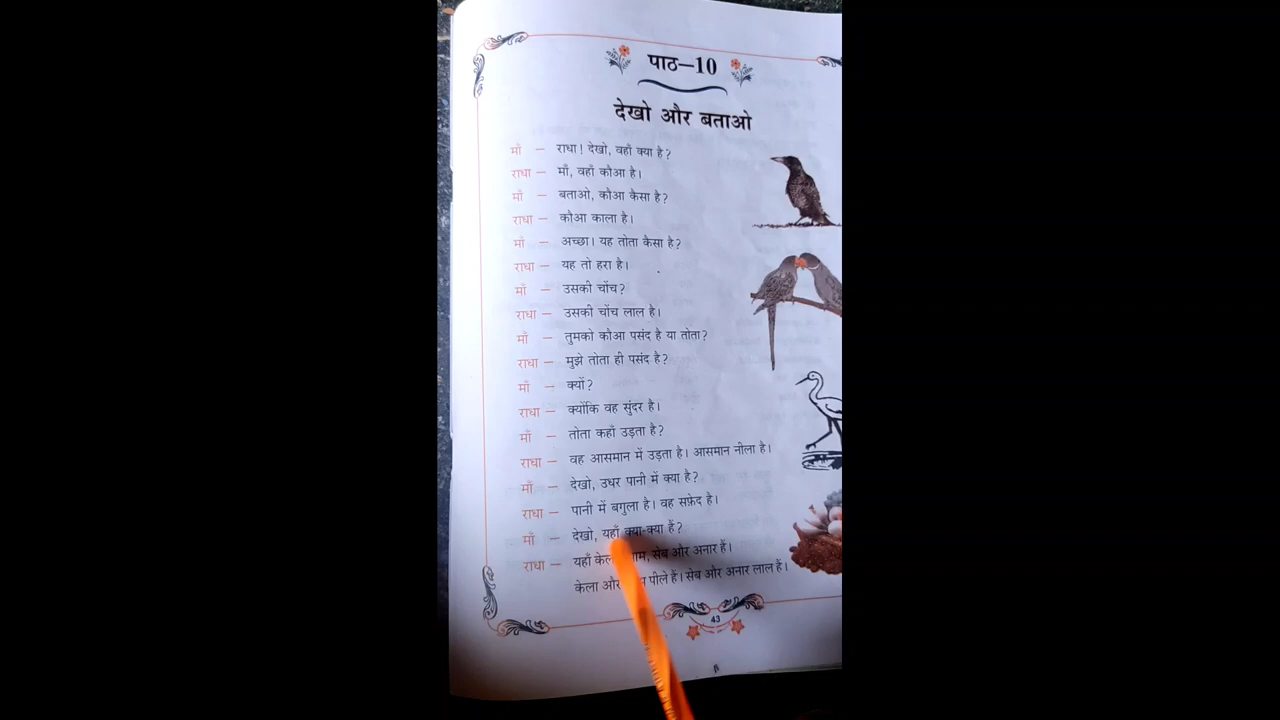 पाठ–10
देखो और बताओ
माँ – राधा! देखो, वहाँ क्या है?
राधा – माँ, वहाँ कौआ है।
माँ – बताओ, कौआ कैसा है?
राधा – कौआ काला है।
माँ – अच्छा। यह तोता कैसा है?
राधा – यह तो हरा है।
माँ – उसकी चोंच?
राधा – उसकी चोंच लाल है।
माँ – तुमको कौआ पसंद है या तोता?
राधा – मुझे तोता ही पसंद है?
माँ – क्यों?
राधा – क्योंकि वह सुंदर है।
माँ – तोता कहाँ उड़ता है?
राधा – वह आसमान में उड़ता है। आसमान नीला है।
माँ – देखो, उधर पानी में क्या है?
राधा – पानी में बगुला है। वह सफ़ेद है।
माँ – देखो, यहाँ क्या-क्या हैं?
राधा – यहाँ सेब और अनार हैं।
केला और पीले हैं। सेब और अनार लाल हैं।
43